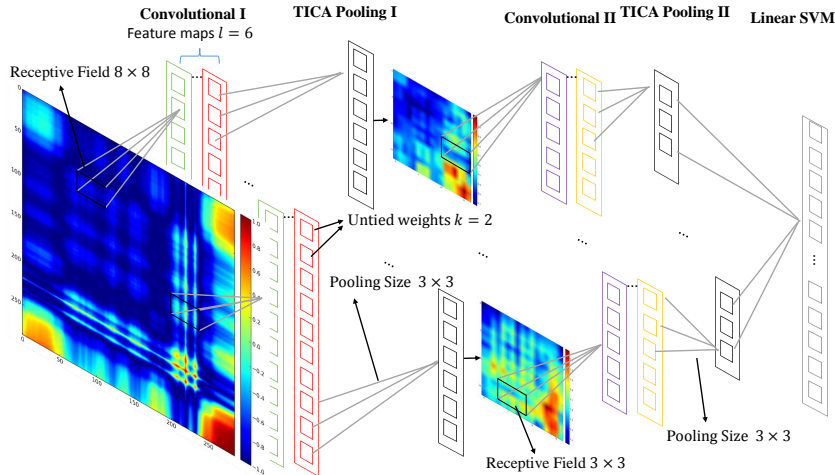 Convolutional I
TICA Pooling I
Convolutional II
TICA Pooling II
Linear SVM
Feature maps l = 6
Receptive Field 8 × 8
0
50
100
150
200
250
0
50
100
150
200
250
1.0
0.8
0.6
0.4
0.2
0.0
−0.2
−0.4
−0.6
−0.8
−1.0
...
Untied weights k = 2
...
...
Pooling Size 3 × 3
...
Receptive Field 3 × 3
Pooling Size 3 × 3